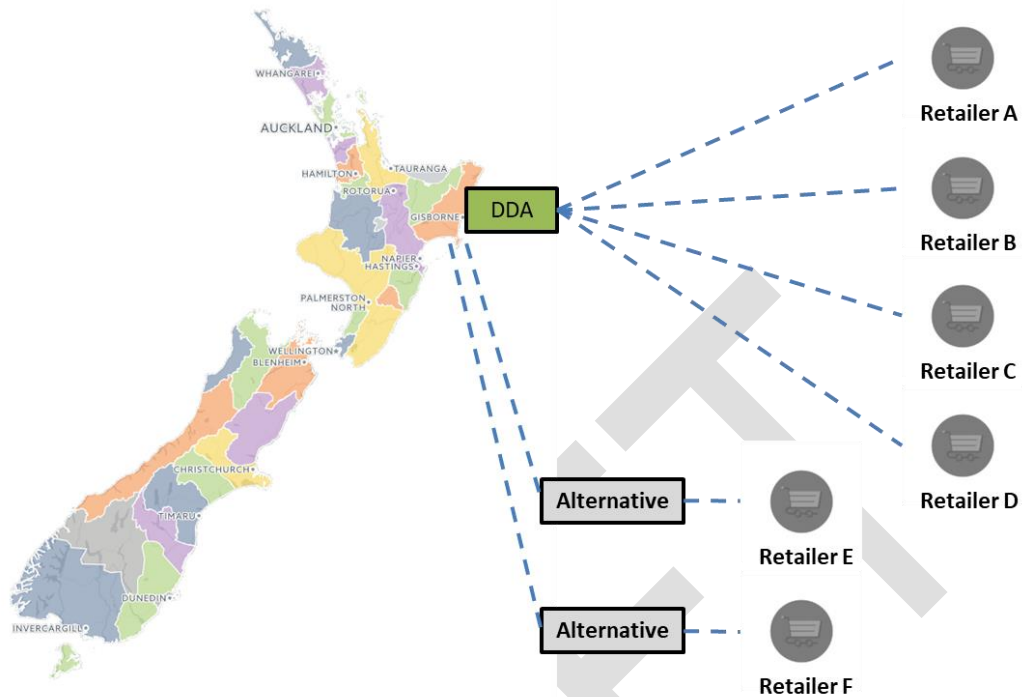 WHANGAREI
AUCKLAND
HAMILTON
TAURANGA
ROTORUA
GISBORNE
NAPIER
HASTINGS
PALMERSTON
NORTH
WELLINGTON
BLENHEIM
CHRISTCHURCH
TIMARU
DUNEDIN
INVERCARGILL
DDA
Retailer A
Retailer B
Retailer C
Retailer D
Alternative
Retailer E
Alternative
Retailer F